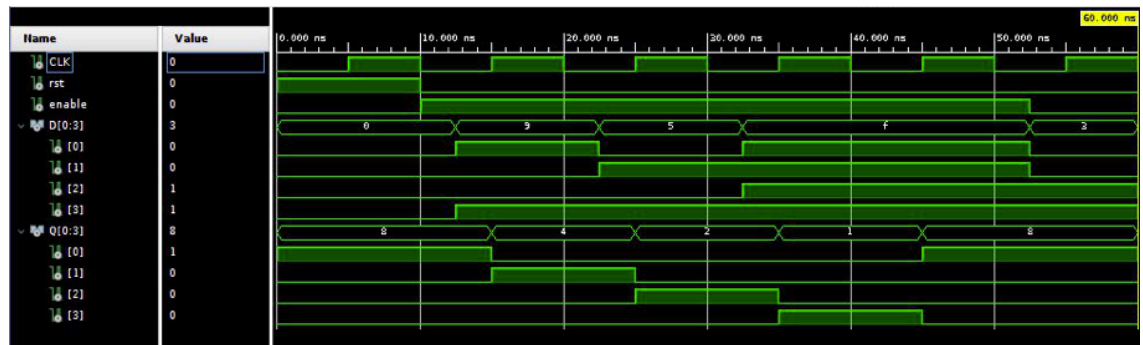 60.000 ns
Name Value 0.000 ns 10.000 ns 20.000 ns 30.000 ns 40.000 ns 50.000 ns
CLK 0
rst 0
enable 0
D[0:3] 3 0 9 5 f 3
[0] 0
[1] 0
[2] 1
[3] 1
Q[0:3] 8 8 4 2 1 8
[0] 1
[1] 0
[2] 0
[3] 0